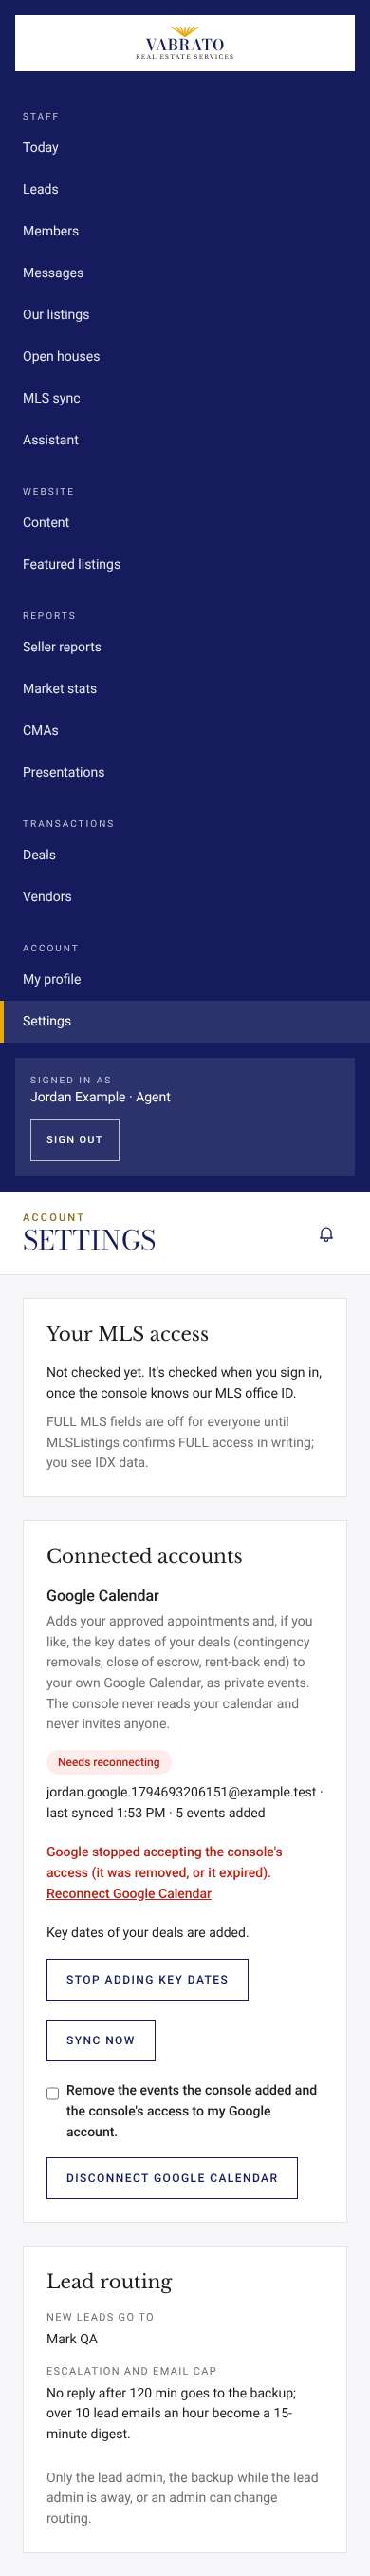 VABRATO
REAL ESTATE SERVICES
STAFF
Today
Leads
Members
Messages
Our listings
Open houses
MLS sync
Assistant
WEBSITE
Content
Featured listings
REPORTS
Seller reports
Market stats
CMAs
Presentations
TRANSACTIONS
Deals
Vendors
ACCOUNT
My profile
Settings
SIGNED IN AS
Jordan Example · Agent
SIGN OUT
ACCOUNT
SETTINGS
Your MLS access
Not checked yet. It's checked when you sign in,
once the console knows our MLS office ID.
FULL MLS fields are off for everyone until
MLSListings confirms FULL access in writing;
you see IDX data.
Connected accounts
Google Calendar
Adds your approved appointments and, if you
like, the key dates of your deals (contingency
removals, close of escrow, rent-back end) to
your own Google Calendar, as private events.
The console never reads your calendar and
never invites anyone.
Needs reconnecting
jordan.google.1794693206151@example.test ·
last synced 1:53 PM · 5 events added
Google stopped accepting the console's
access (it was removed, or it expired).
Reconnect Google Calendar
Key dates of your deals are added.
STOP ADDING KEY DATES
SYNC NOW
Remove the events the console added and
the console's access to my Google
account.
DISCONNECT GOOGLE CALENDAR
Lead routing
NEW LEADS GO TO
Mark QA
ESCALATION AND EMAIL CAP
No reply after 120 min goes to the backup;
over 10 lead emails an hour become a 15-
minute digest.
Only the lead admin, the backup while the lead
admin is away, or an admin can change
routing.